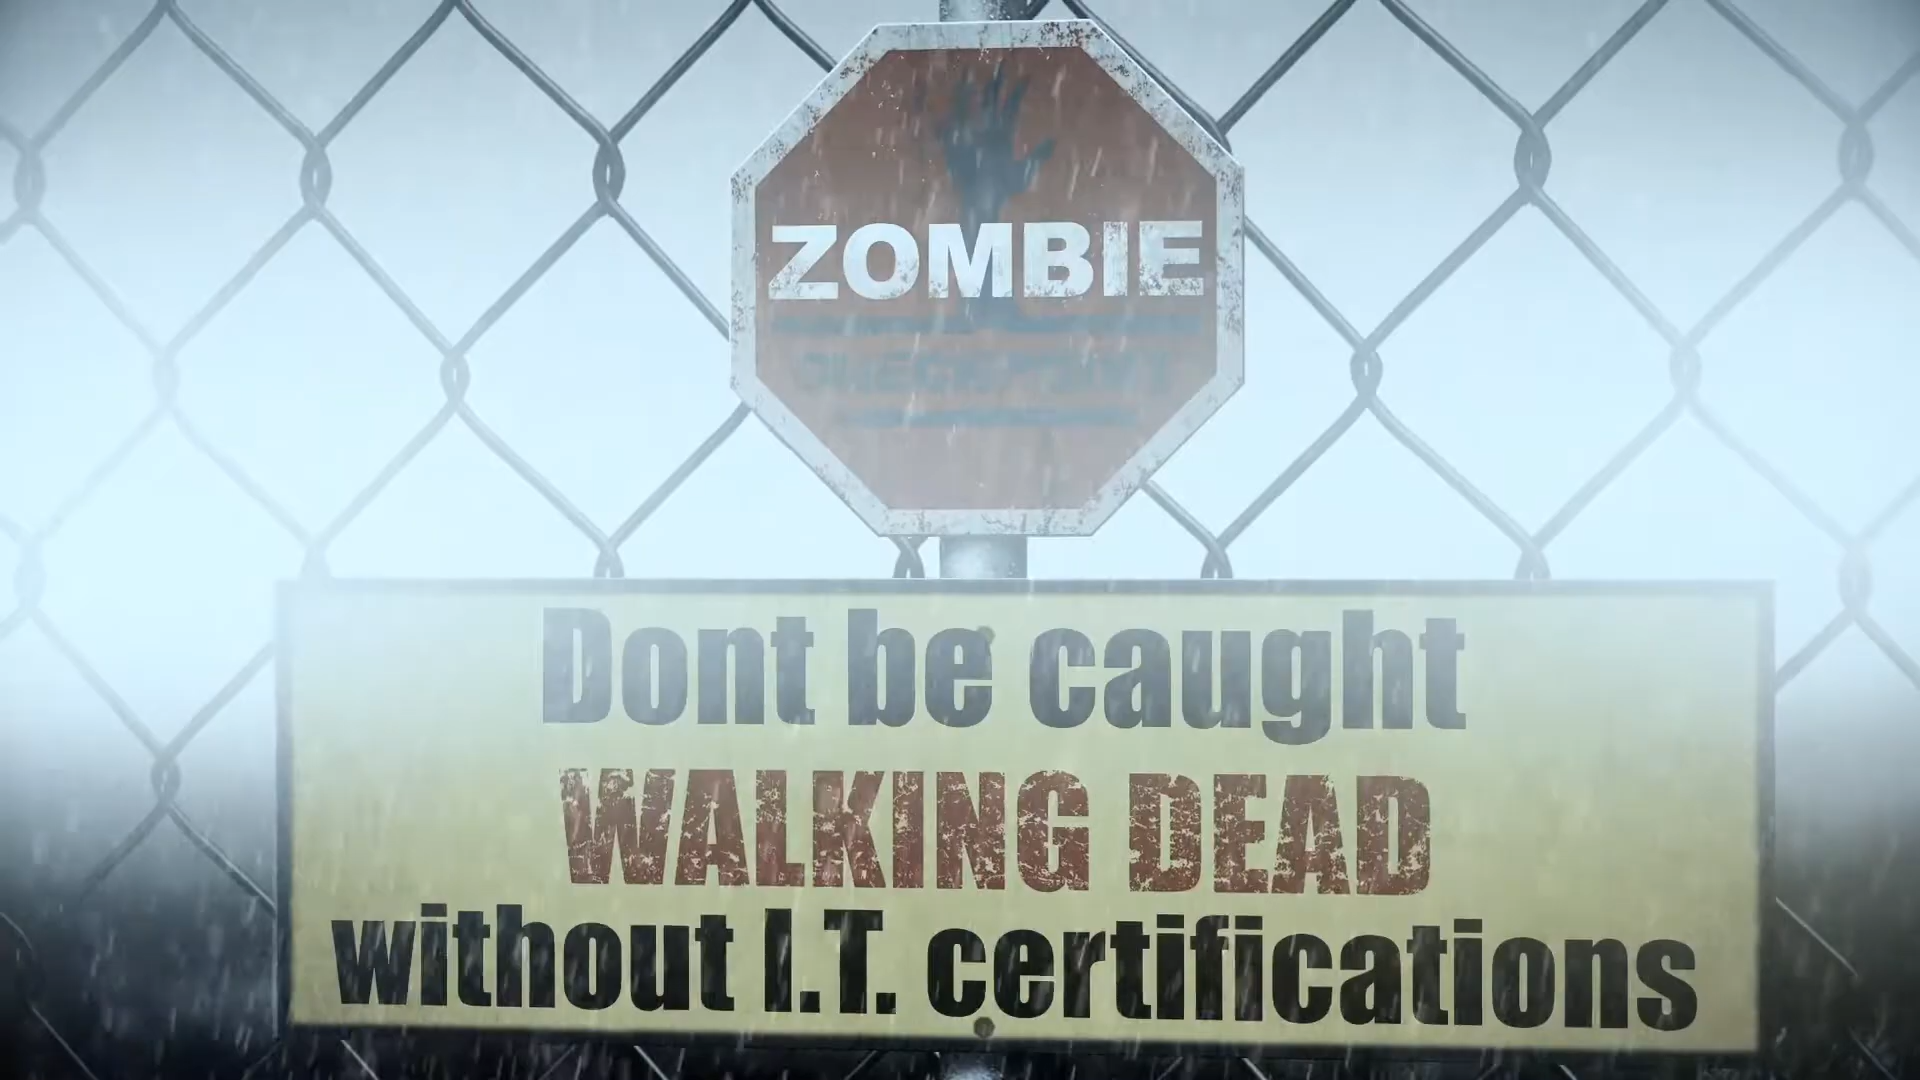 ZOMBIE
Dont be caught
WALKING DEAD
without I.T. certifications